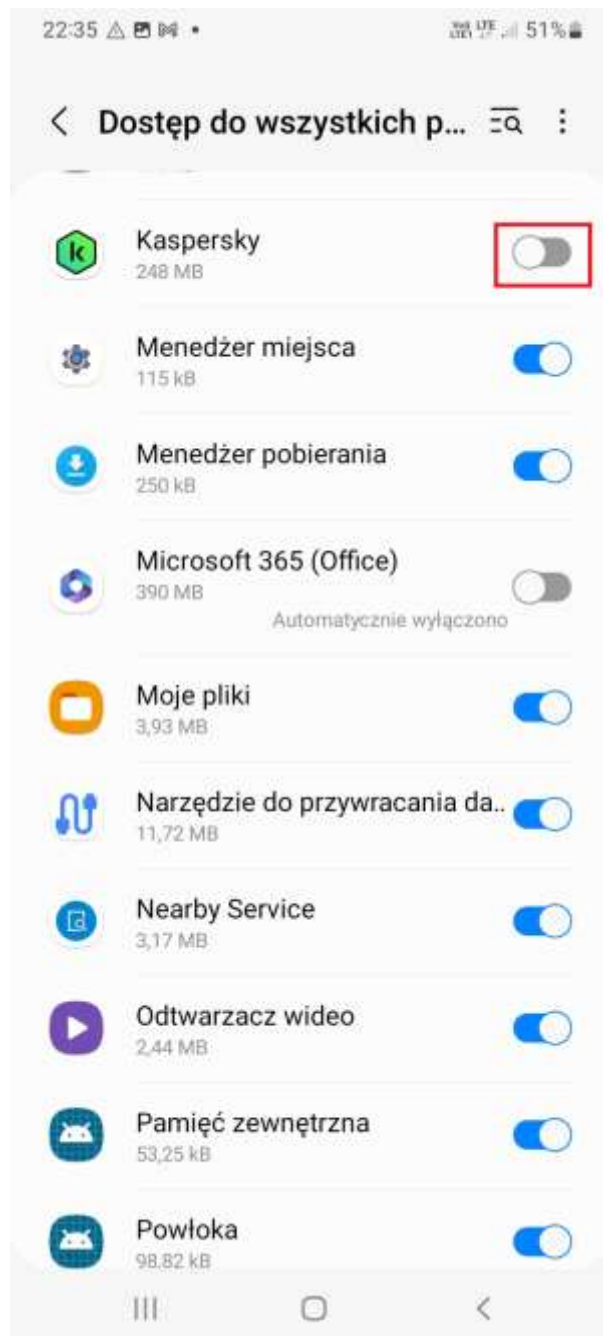 22:35
51%
Dostęp do wszystkich p...
Kaspersky
248 MB
Menedżer miejsca
115 kB
Menedżer pobierania
250 kB
Microsoft 365 (Office)
390 MB
Automatycznie wyłączono
Moje pliki
3,93 MB
Narzędzie do przywracania da..
11,72 MB
Nearby Service
3,17 MB
Odtwarzacz wideo
2,44 MB
Pamięć zewnętrzna
53,25 kB
Powłoka
98,82 kB